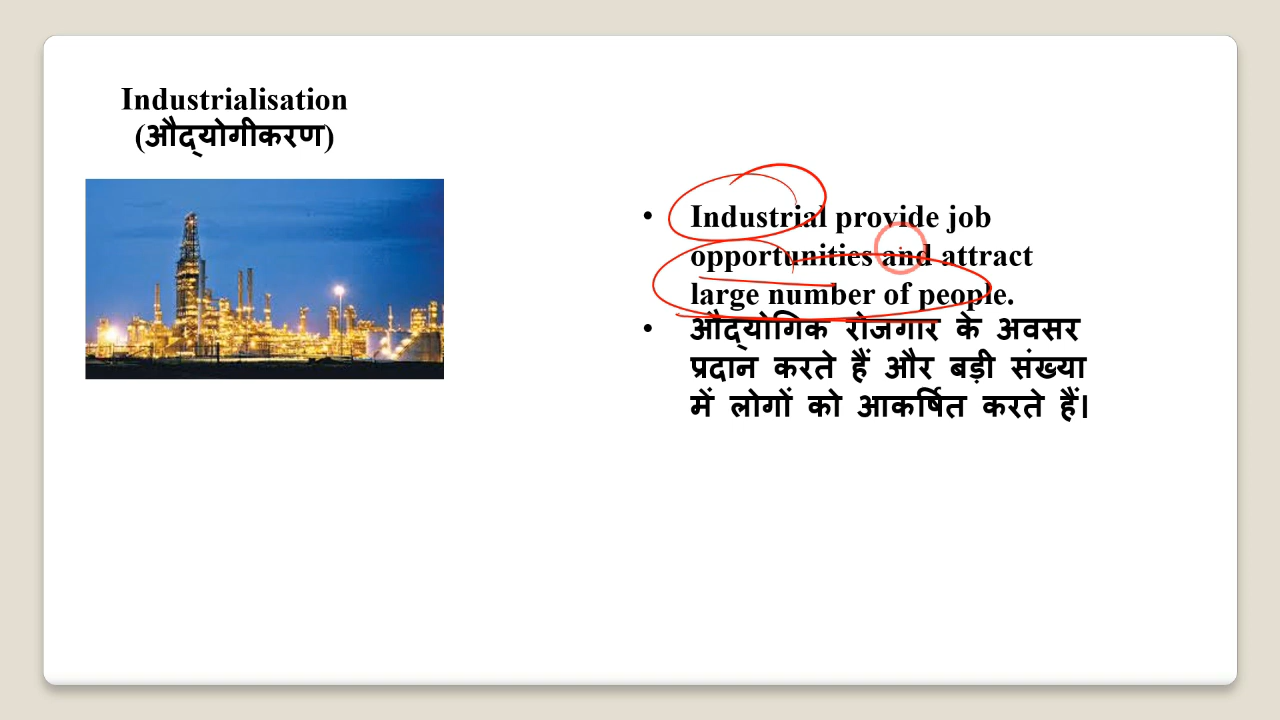 Industrialisation
(औद्योगीकरण)
• Industrial provide job
opportunities and attract
large number of people.
• औद्योगिक रोजगार के अवसर
प्रदान करते हैं और बड़ी संख्या
में लोगों को आकर्षित करते हैं।